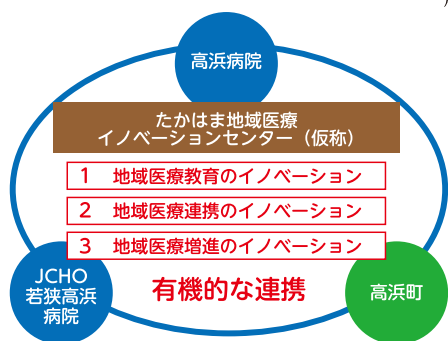 高浜病院
たかはま地域医療
イノベーションセンター（仮称）
1　地域医療教育のイノベーション
2　地域医療連携のイノベーション
3　地域医療増進のイノベーション
有機的な連携
JCHO
若狭高浜
病院
高浜町